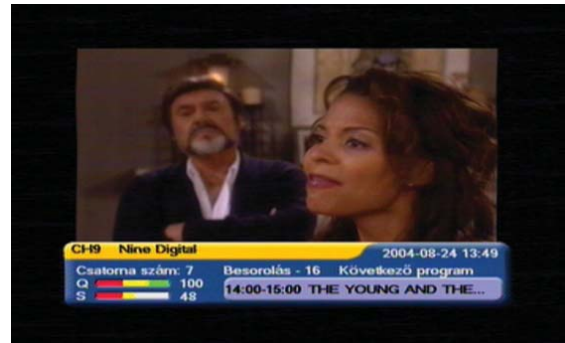 CH9 Nine Digital 2004-08-24 13:49
Csatorna szám: 7 Besorolás - 16 Következö program
Q 100 14:00-15:00 THE YOUNG AND THE...
S 48